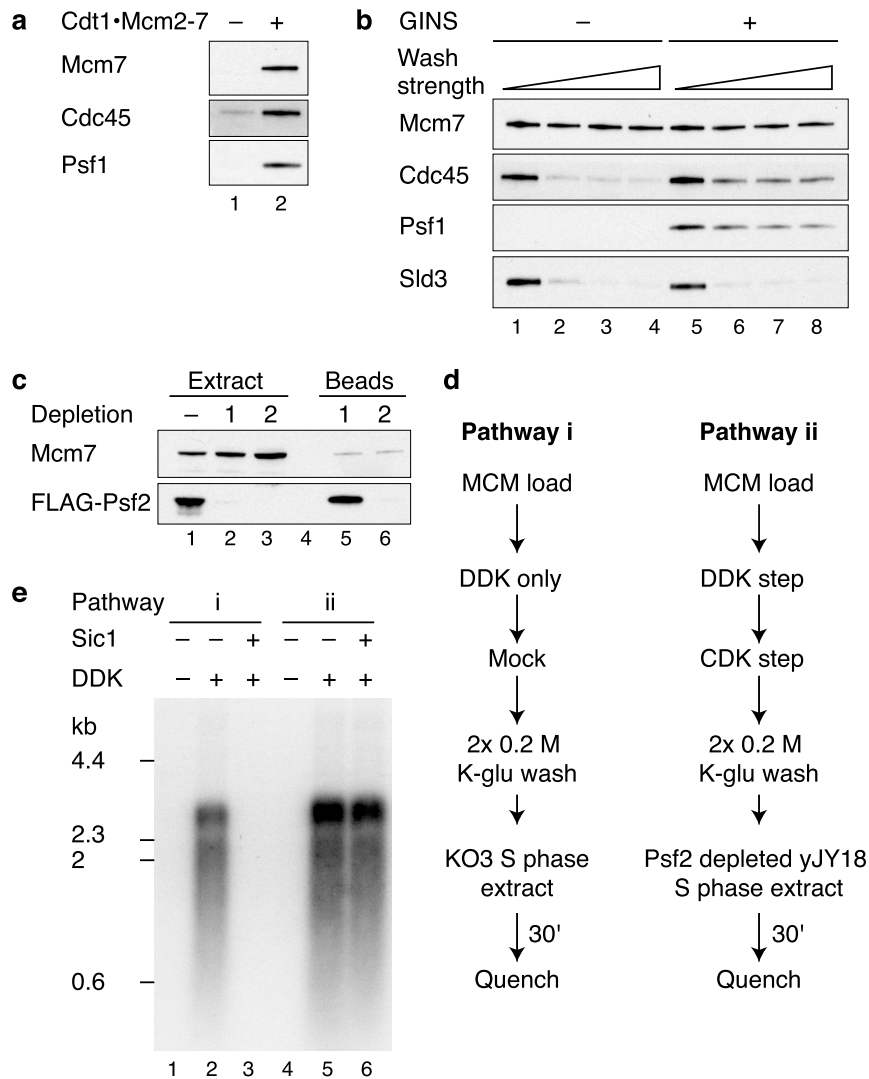 a
Cdt1•Mcm2-7 – +
Mcm7
Cdc45
Psf1
1 2
b
GINS – +
Wash
strength
Mcm7
Cdc45
Psf1
Sld3
1 2 3 4 5 6 7 8
c
Extract Beads
Depletion – 1 2 1 2
Mcm7
FLAG-Psf2
1 2 3 4 5 6
d
Pathway i
MCM load
DDK only
Mock
2x 0.2 M
K-glu wash
KO3 S phase
extract
30'
Quench
Pathway ii
MCM load
DDK step
CDK step
2x 0.2 M
K-glu wash
Psf2 depleted yJY18
S phase extract
30'
Quench
e
Pathway i ii
Sic1 – – + – – +
DDK – + + – + +
kb
4.4
2.3
2
0.6
1 2 3 4 5 6